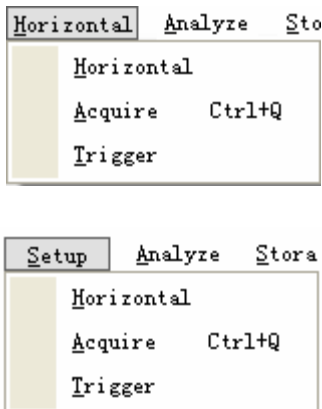 Horizontal Analyze Sto
Horizontal
Acquire Ctrl+Q
Trigger
Setup Analyze Stora
Horizontal
Acquire Ctrl+Q
Trigger